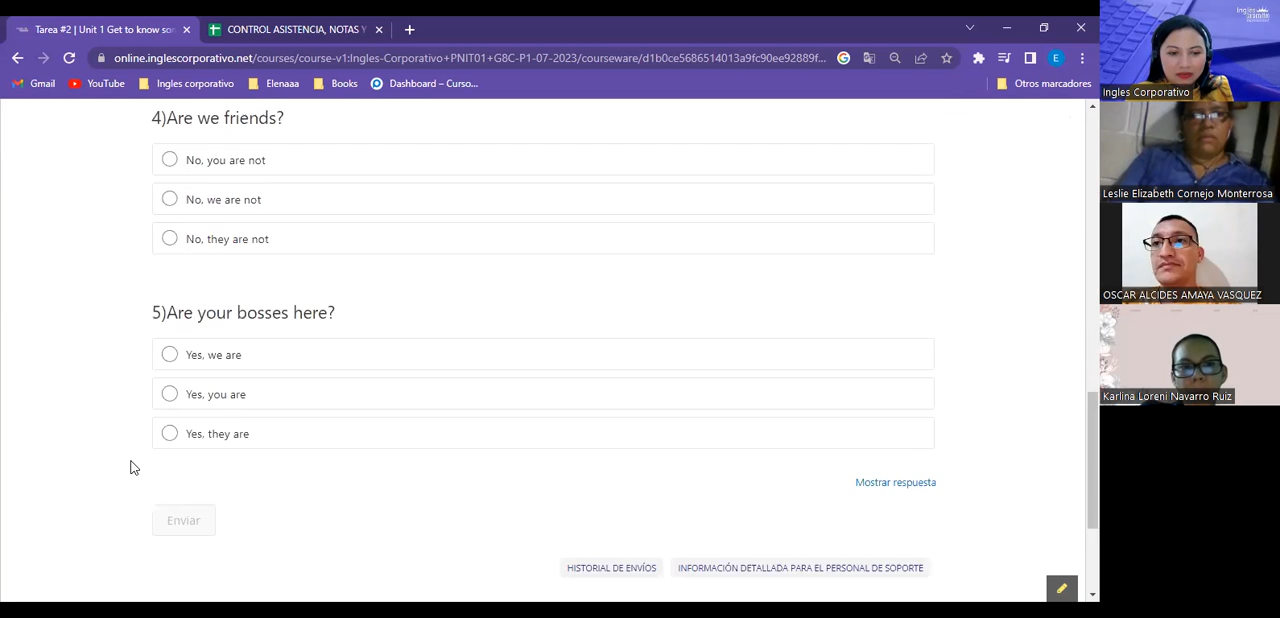 Tarea #2 | Unit 1 Get to know sor
CONTROL ASISTENCIA, NOTAS Y
online.inglescorporativo.net/courses/course-v1:Ingles-Corporativo+PNIT01+G8C-P1-07-2023/courseware/d1b0ce5686514013a9fc90ee92889f...
E
Gmail
YouTube
Ingles corporativo
Elenaaa
Books
Dashboard – Curso...
Otros marcadores
4)Are we friends?
No, you are not
No, we are not
No, they are not
5)Are your bosses here?
Yes, we are
Yes, you are
Yes, they are
Mostrar respuesta
Enviar
HISTORIAL DE ENVÍOS
INFORMACIÓN DETALLADA PARA EL PERSONAL DE SOPORTE
Ingles Corporativo
Leslie Elizabeth Cornejo Monterrosa
OSCAR ALCIDES AMAYA VASQUEZ
Karlina Loreni Navarro Ruiz